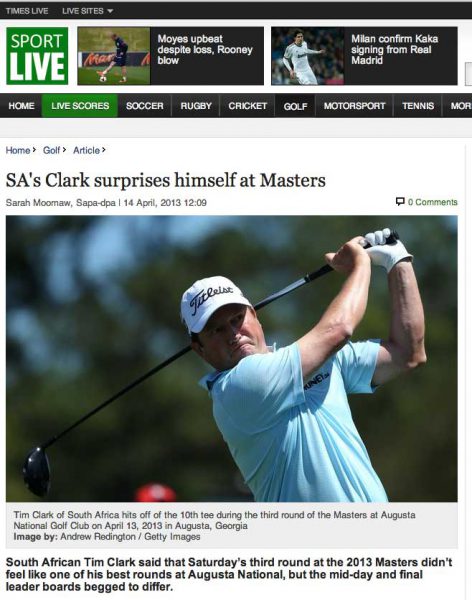 TIMES LIVE LIVE SITES
SPORT
LIVE
Moyes upbeat
despite loss, Rooney
blow
Milan confirm Kaka
signing from Real
Madrid
HOME LIVE SCORES SOCCER RUGBY CRICKET GOLF MOTORSPORT TENNIS MOR
Home Golf Article
SA's Clark surprises himself at Masters
Sarah Moomaw, Sapa-dpa | 14 April, 2013 12:09
0 Comments
Titleist
Tim Clark of South Africa hits off of the 10th tee during the third round of the Masters at Augusta
National Golf Club on April 13, 2013 in Augusta, Georgia
Image by: Andrew Redington / Getty Images
South African Tim Clark said that Saturday's third round at the 2013 Masters didn't
feel like one of his best rounds at Augusta National, but the mid-day and final
leader boards begged to differ.